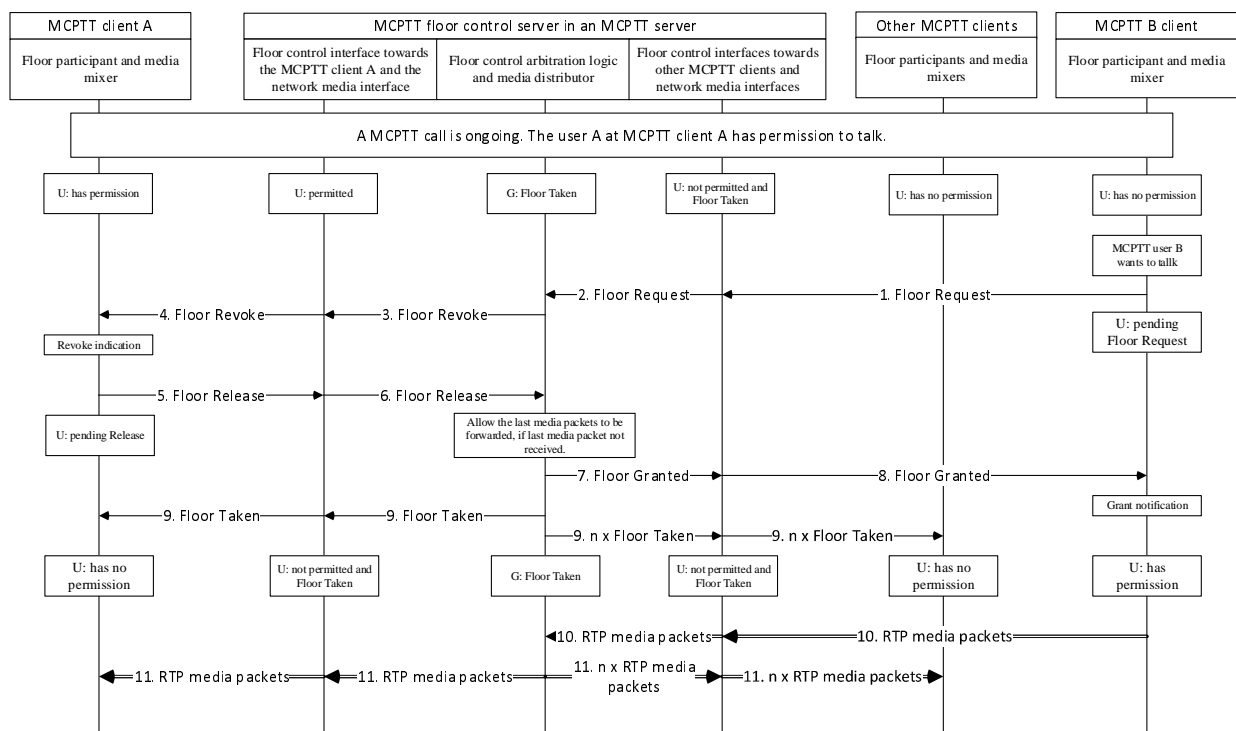 MCPTT client A
MCPTT floor control server in an MCPTT server
Other MCPTT clients
MCPTT B client
Floor participant and media
mixer
Floor control interface towards
the MCPTT client A and the
network media interface
Floor control arbitration logic
and media distributor
Floor control interfaces towards
other MCPTT clients and
network media interfaces
Floor participants and media
mixers
Floor participant and media
mixer
A MCPTT call is ongoing. The user A at MCPTT client A has permission to talk.
U: has permission
U: permitted
G: Floor Taken
U: not permitted and
Floor Taken
U: has no permission
U: has no permission
MCPTT user B
wants to tallk
2. Floor Request
1. Floor Request
4. Floor Revoke
3. Floor Revoke
U: pending
Floor Request
Revoke indication
5. Floor Release
6. Floor Release
U: pending Release
Allow the last media packets to be
forwarded, if last media packet not
received.
7. Floor Granted
8. Floor Granted
Grant notification
9. Floor Taken
9. Floor Taken
9. n x Floor Taken
9. n x Floor Taken
U: has no
permission
U: not permitted and
Floor Taken
G: Floor Taken
U: not permitted and
Floor Taken
U: has no
permission
U: has
permission
10. RTP media packets
10. RTP media packets
11. RTP media packets
11. RTP media packets
11. n x RTP media
packets
11. n x RTP media packets